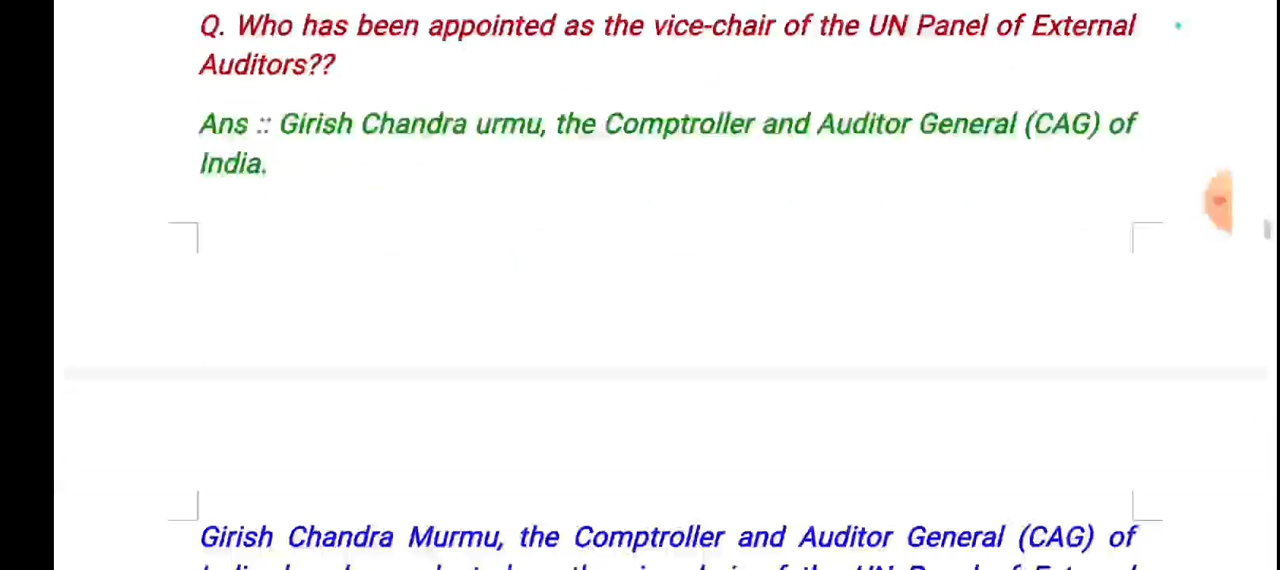 Q. Who has been appointed as the vice-chair of the UN Panel of External
Auditors??
Ans :: Girish Chandra urmu, the Comptroller and Auditor General (CAG) of
India.
Girish Chandra Murmu, the Comptroller and Auditor General (CAG) of